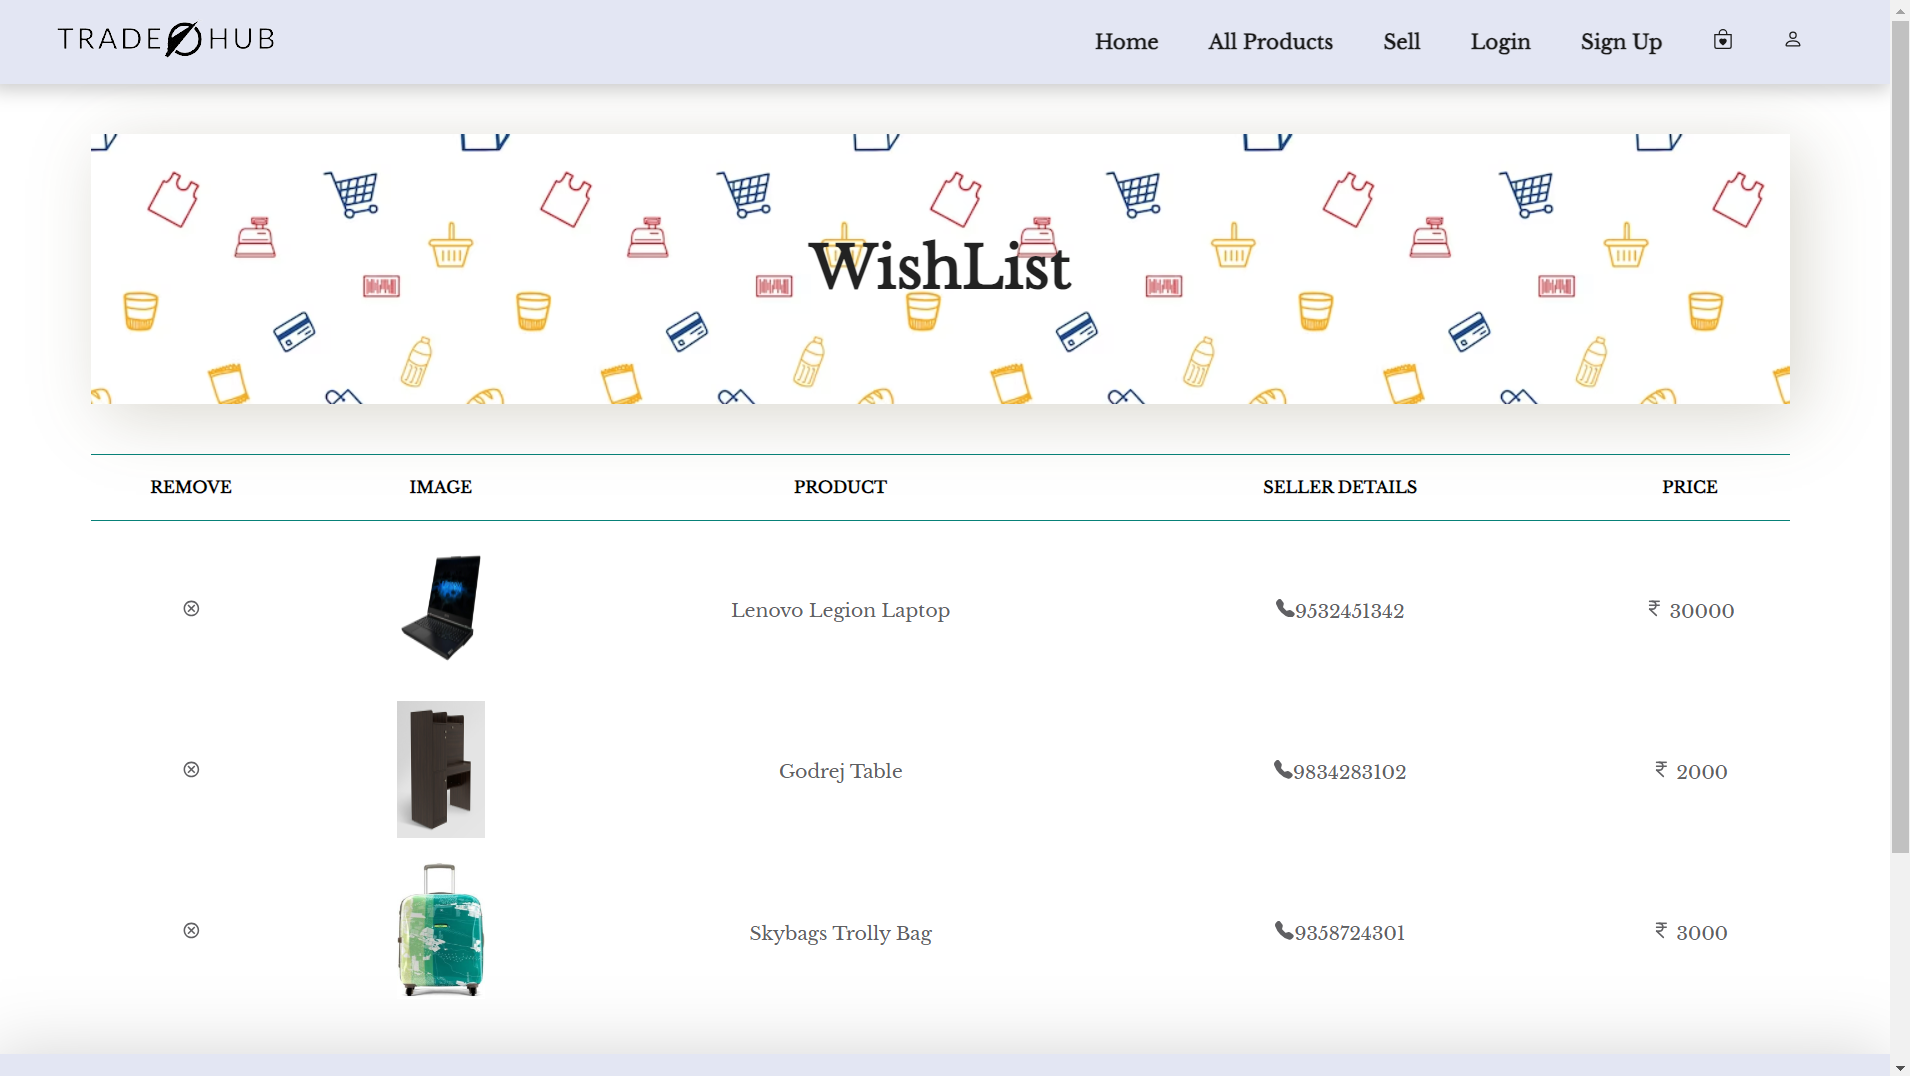 TRADE HUB
Home All Products Sell Login Sign Up
WishList
REMOVE IMAGE PRODUCT SELLER DETAILS PRICE
Lenovo Legion Laptop 9532451342 ₹ 30000
Godrej Table 9834283102 ₹ 2000
Skybags Trolly Bag 9358724301 ₹ 3000